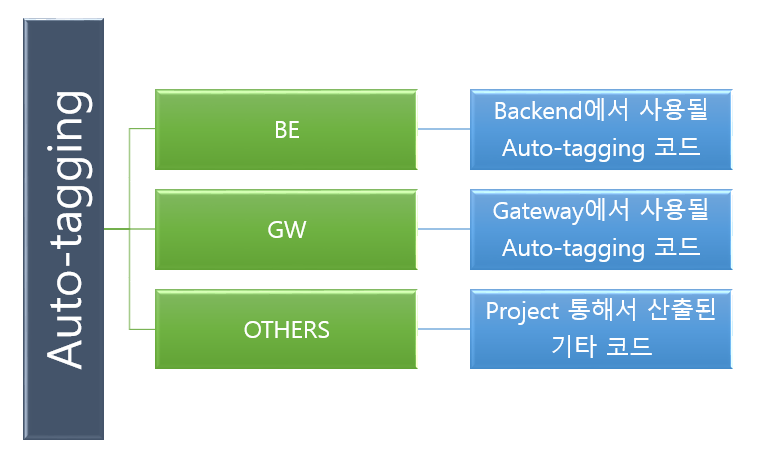 Auto-tagging
BE
Backend에서 사용될
Auto-tagging 코드
GW
Gateway에서 사용될
Auto-tagging 코드
OTHERS
Project 통해서 산출된
기타 코드